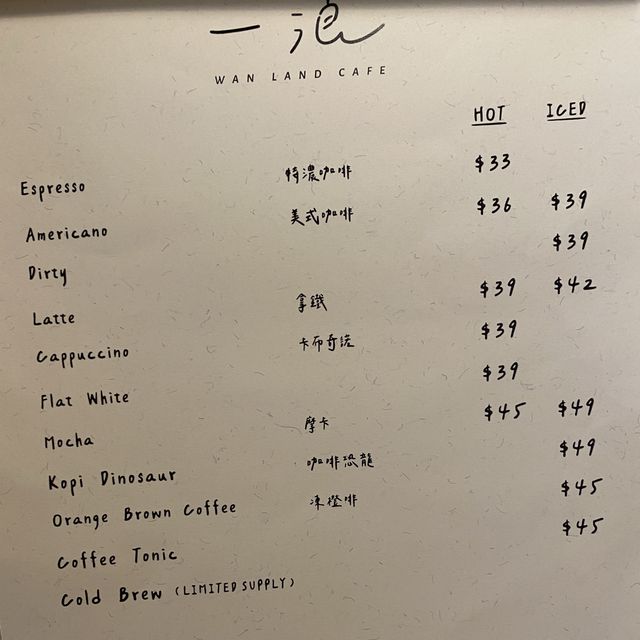 WAN LAND CAFE
HOT ICED
Espresso 特濃咖啡 $33
Americano 美式咖啡 $36 $39
Dirty $39
Latte 拿鐵 $39 $42
Cappuccino 卡布奇諾 $39
Flat White $39
Mocha 摩卡 $45 $49
Kopi Dinosaur 咖啡恐龍 $49
Orange Brown Coffee 凍橙啡 $45
Coffee Tonic $45
Cold Brew (LIMITED SUPPLY)